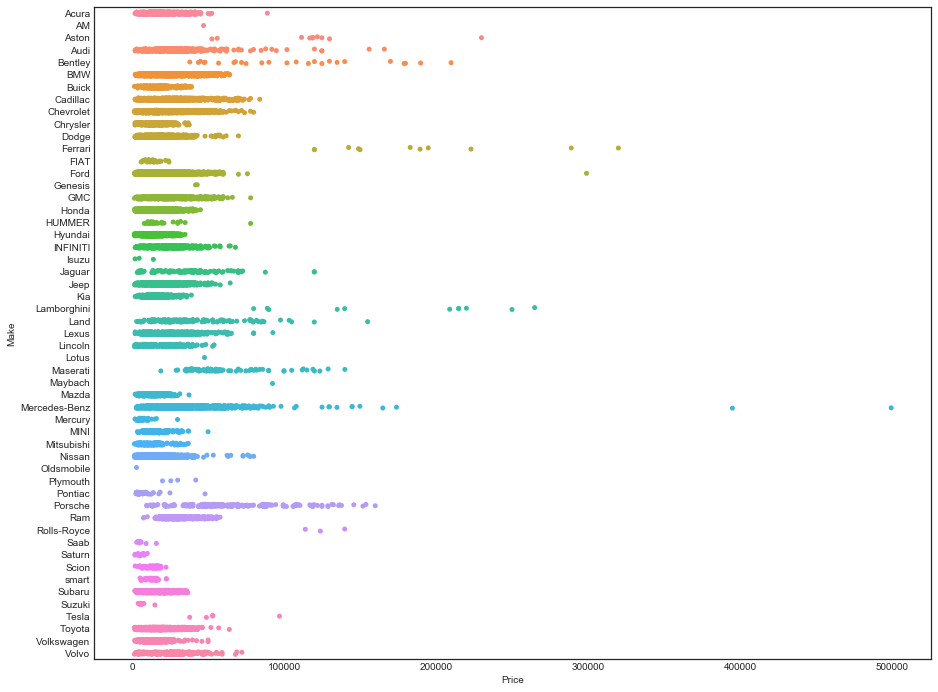 Acura
AM
Aston
Audi
Bentley
BMW
Buick
Cadillac
Chevrolet
Chrysler
Dodge
Ferrari
FIAT
Ford
Genesis
GMC
Honda
HUMMER
Hyundai
INFINITI
Isuzu
Jaguar
Jeep
Kia
Lamborghini
Land
Lexus
Lincoln
Lotus
Maserati
Maybach
Mazda
Mercedes-Benz
Mercury
MINI
Mitsubishi
Nissan
Oldsmobile
Plymouth
Pontiac
Porsche
Ram
Rolls-Royce
Saab
Saturn
Scion
smart
Subaru
Suzuki
Tesla
Toyota
Volkswagen
Volvo
Make
0 100000 200000 300000 400000 500000
Price